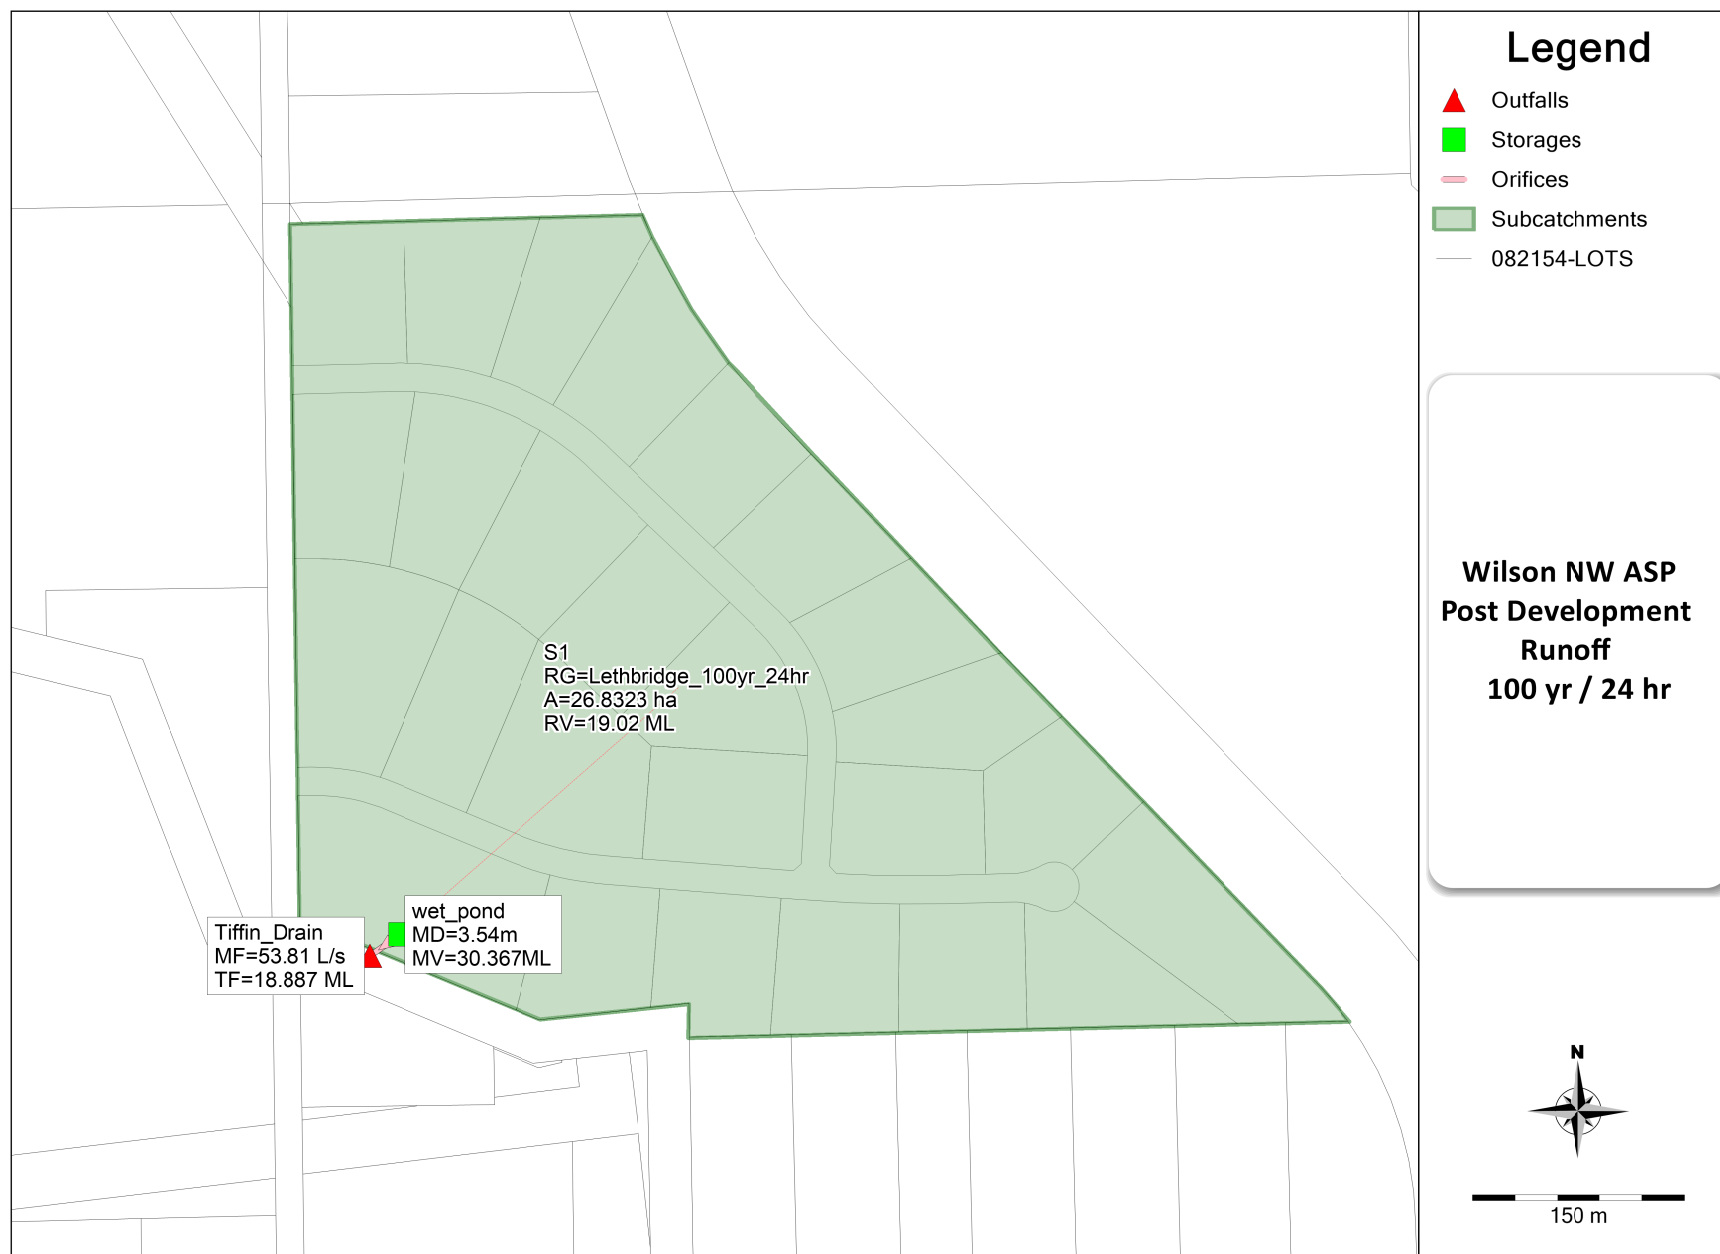 Legend
Outfalls
Storages
Orifices
Subcatchments
082154-LOTS
Wilson NW ASP
Post Development
Runoff
100 yr / 24 hr
S1
RG=Lethbridge_100yr_24hr
A=26.8323 ha
RV=19.02 ML
wet_pond
MD=3.54m
MV=30.367ML
Tiffin_Drain
MF=53.81 L/s
TF=18.887 ML
N
150 m